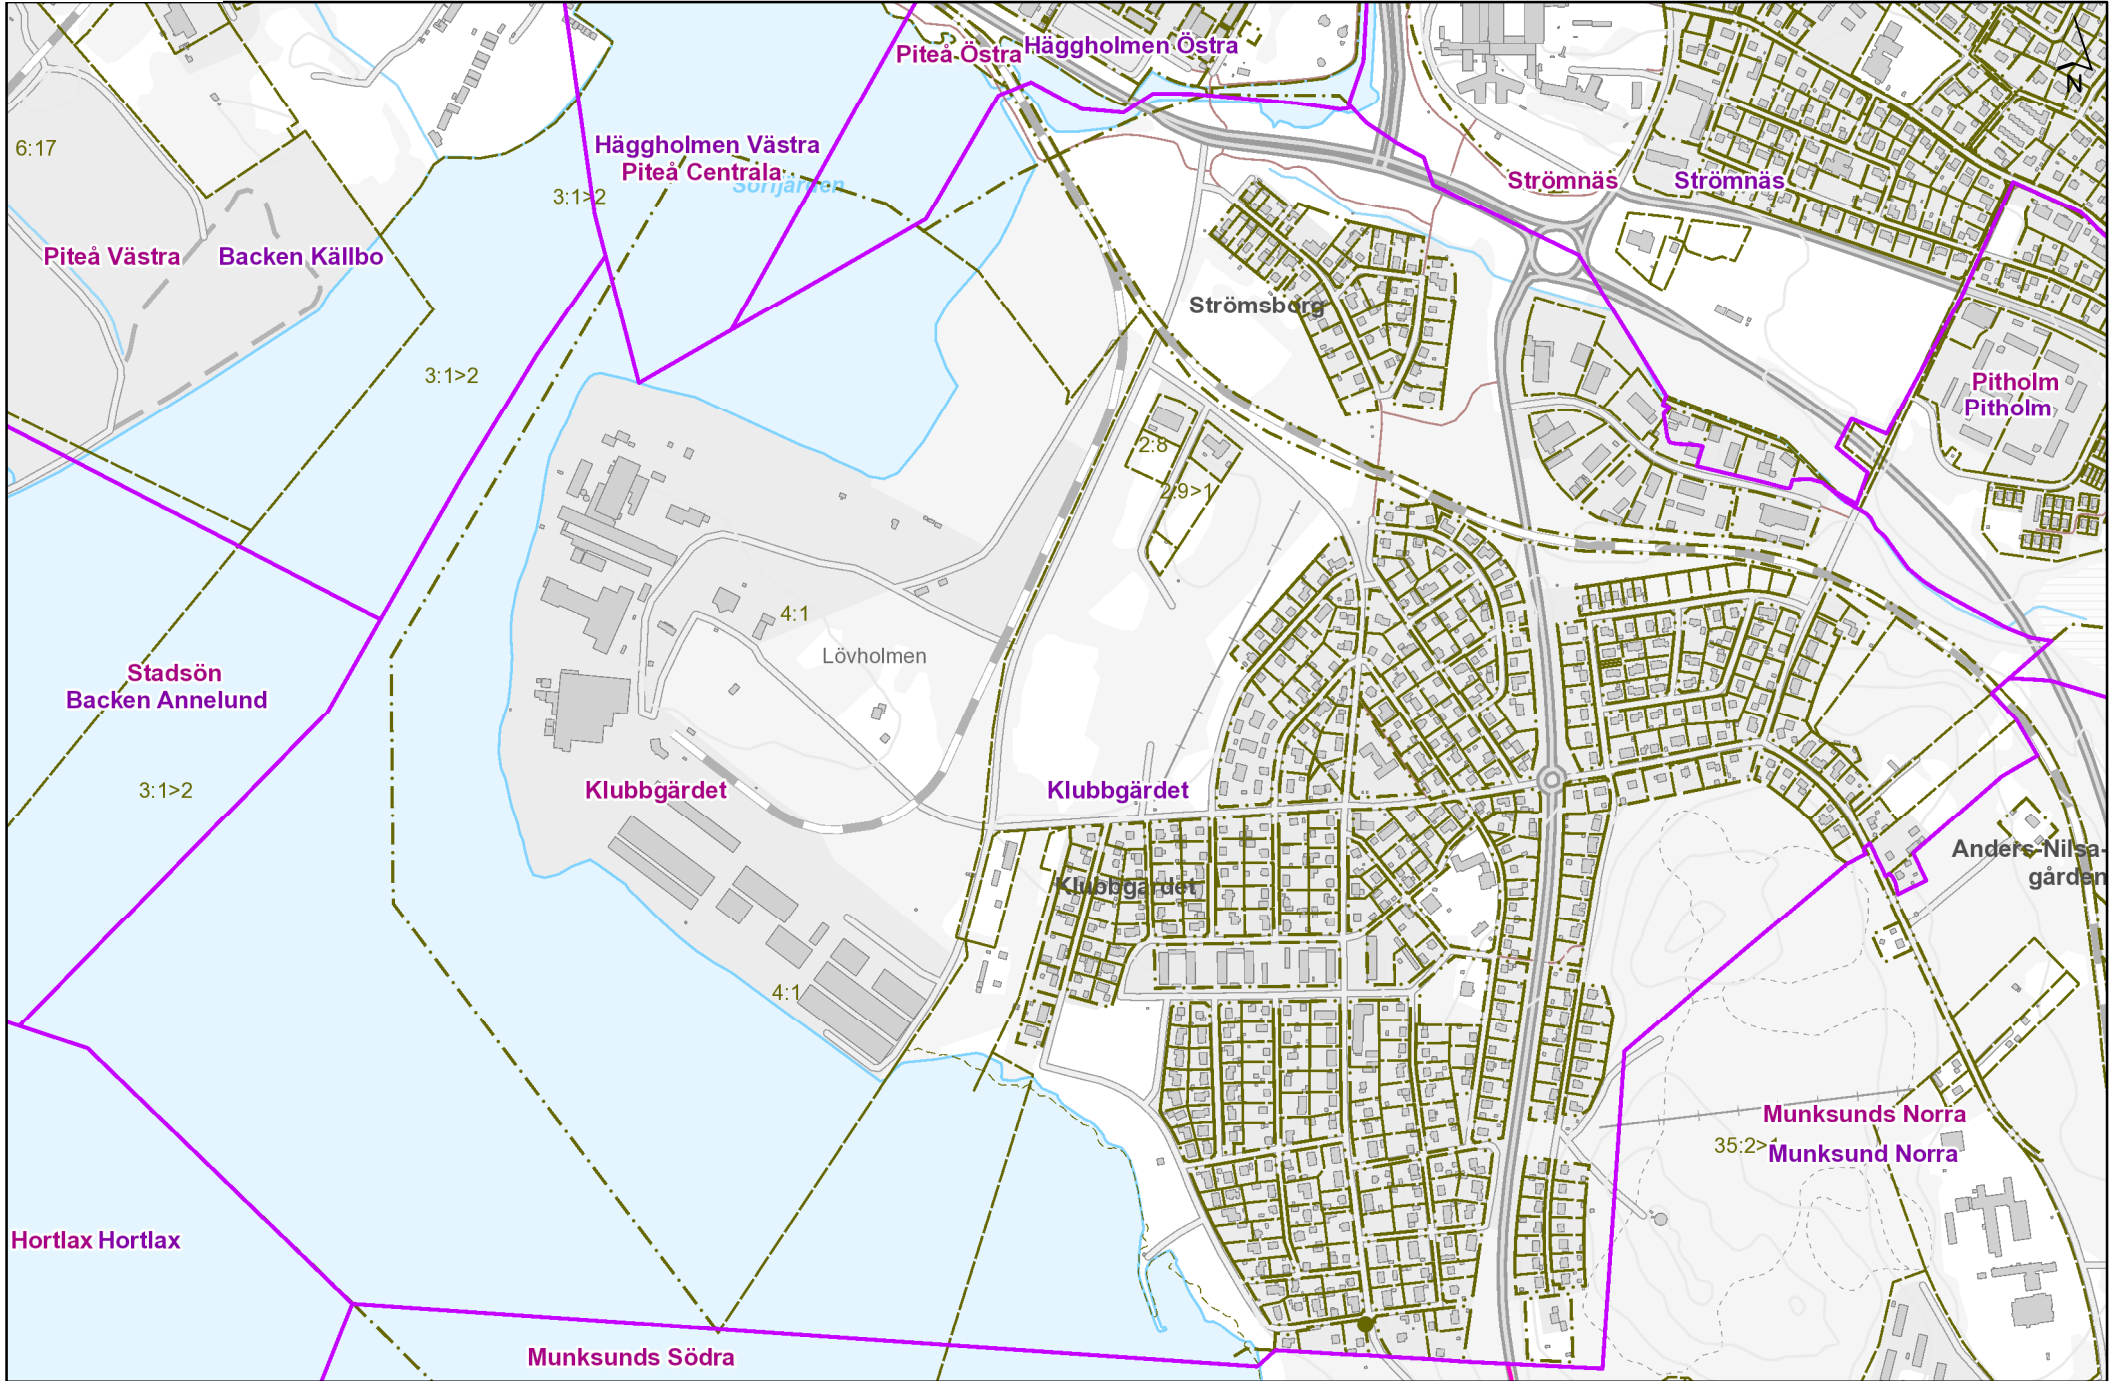 Piteå Östra
Häggholmen Östra
N
6:17
Häggholmen Västra
Piteå Centrala
Sörfjärden
3:1>2
Strömnäs
Strömnäs
Piteå Västra
Backen Källbo
Strömsborg
3:1>2
Pitholm
Pitholm
2:8
2:9>1
4:1
Lövholmen
Stadsön
Backen Annelund
3:1>2
Klubbgärdet
Klubbgärdet
Anders-Nilsa-
gården
Klubbgärdet
4:1
Munksunds Norra
35:2>1
Munksund Norra
Hortlax Hortlax
Munksunds Södra